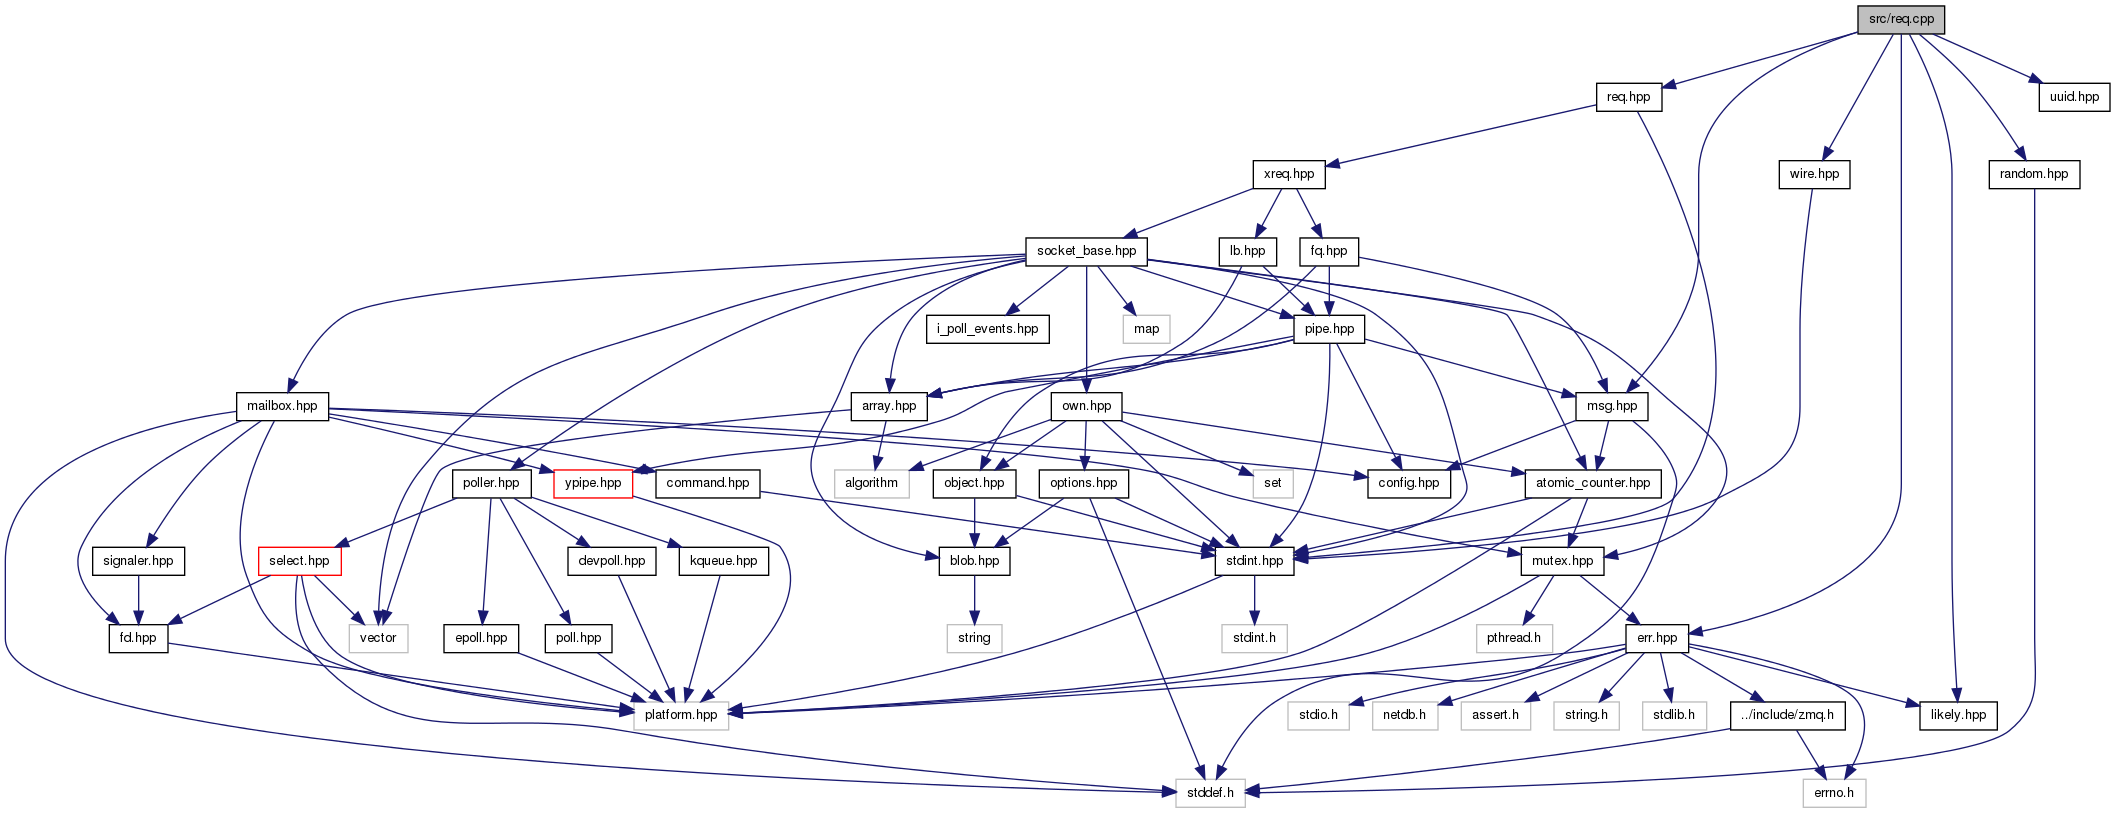 src/req.cpp
req.hpp
uuid.hpp
xreq.hpp
wire.hpp
random.hpp
socket_base.hpp
lb.hpp
fq.hpp
i_poll_events.hpp
map
pipe.hpp
mailbox.hpp
array.hpp
own.hpp
msg.hpp
poller.hpp
ypipe.hpp
command.hpp
algorithm
object.hpp
options.hpp
set
config.hpp
atomic_counter.hpp
signaler.hpp
select.hpp
devpoll.hpp
kqueue.hpp
blob.hpp
stdint.hpp
mutex.hpp
fd.hpp
vector
epoll.hpp
poll.hpp
string
stdint.h
pthread.h
err.hpp
platform.hpp
stdio.h
netdb.h
assert.h
string.h
stdlib.h
../include/zmq.h
likely.hpp
stddef.h
errno.h